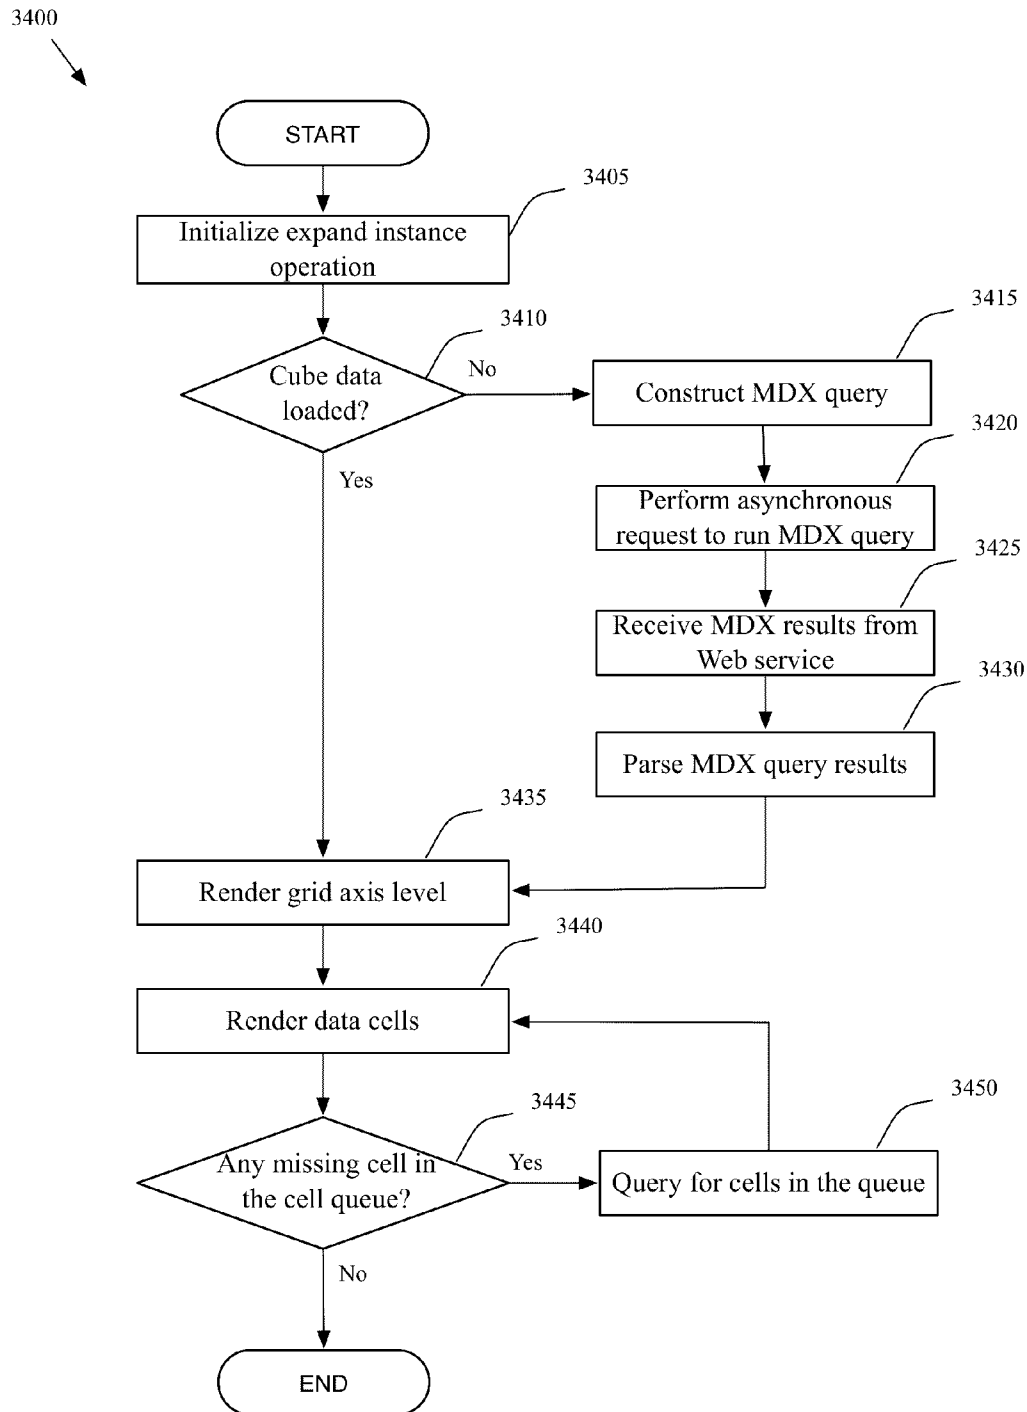 3400
START
3405
Initialize expand instance
operation
3410
3415
Cube data
loaded?
No
Construct MDX query
Yes
3420
Perform asynchronous
request to run MDX query
3425
Receive MDX results from
Web service
3430
Parse MDX query results
3435
Render grid axis level
3440
Render data cells
3445
3450
Any missing cell in
the cell queue?
Yes
Query for cells in the queue
No
END